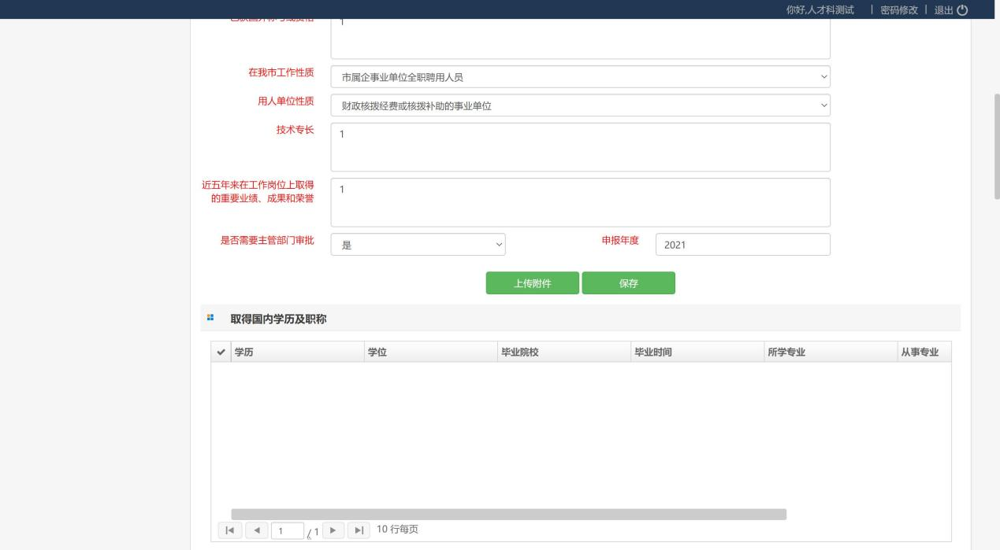 你好,人才科测试 | 密码修改 | 退出
1
在我市工作性质 市属企事业单位全职聘用人员
用人单位性质 财政核拨经费或核拨补助的事业单位
技术专长 1
近五年来在工作岗位上取得 1
的重要业绩、成果和荣誉
是否需要主管部门审批 是 申报年度 2021
上传附件 保存
取得国内学历及职称
学历 学位 毕业院校 毕业时间 所学专业 从事专业
1 / 1 10 行每页